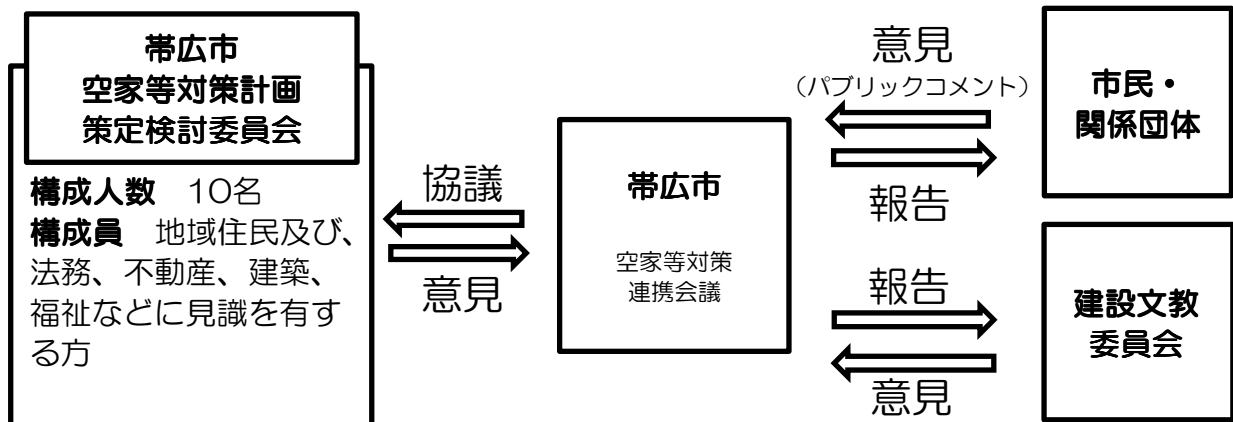 帯広市
空家等対策計画
策定検討委員会
構成人数　10名
構成員　地域住民及び、
法務、不動産、建築、
福祉などに見識を有す
る方
協議
意見
帯広市
空家等対策
連携会議
意見
（パブリックコメント）
報告
報告
意見
市民・
関係団体
建設文教
委員会